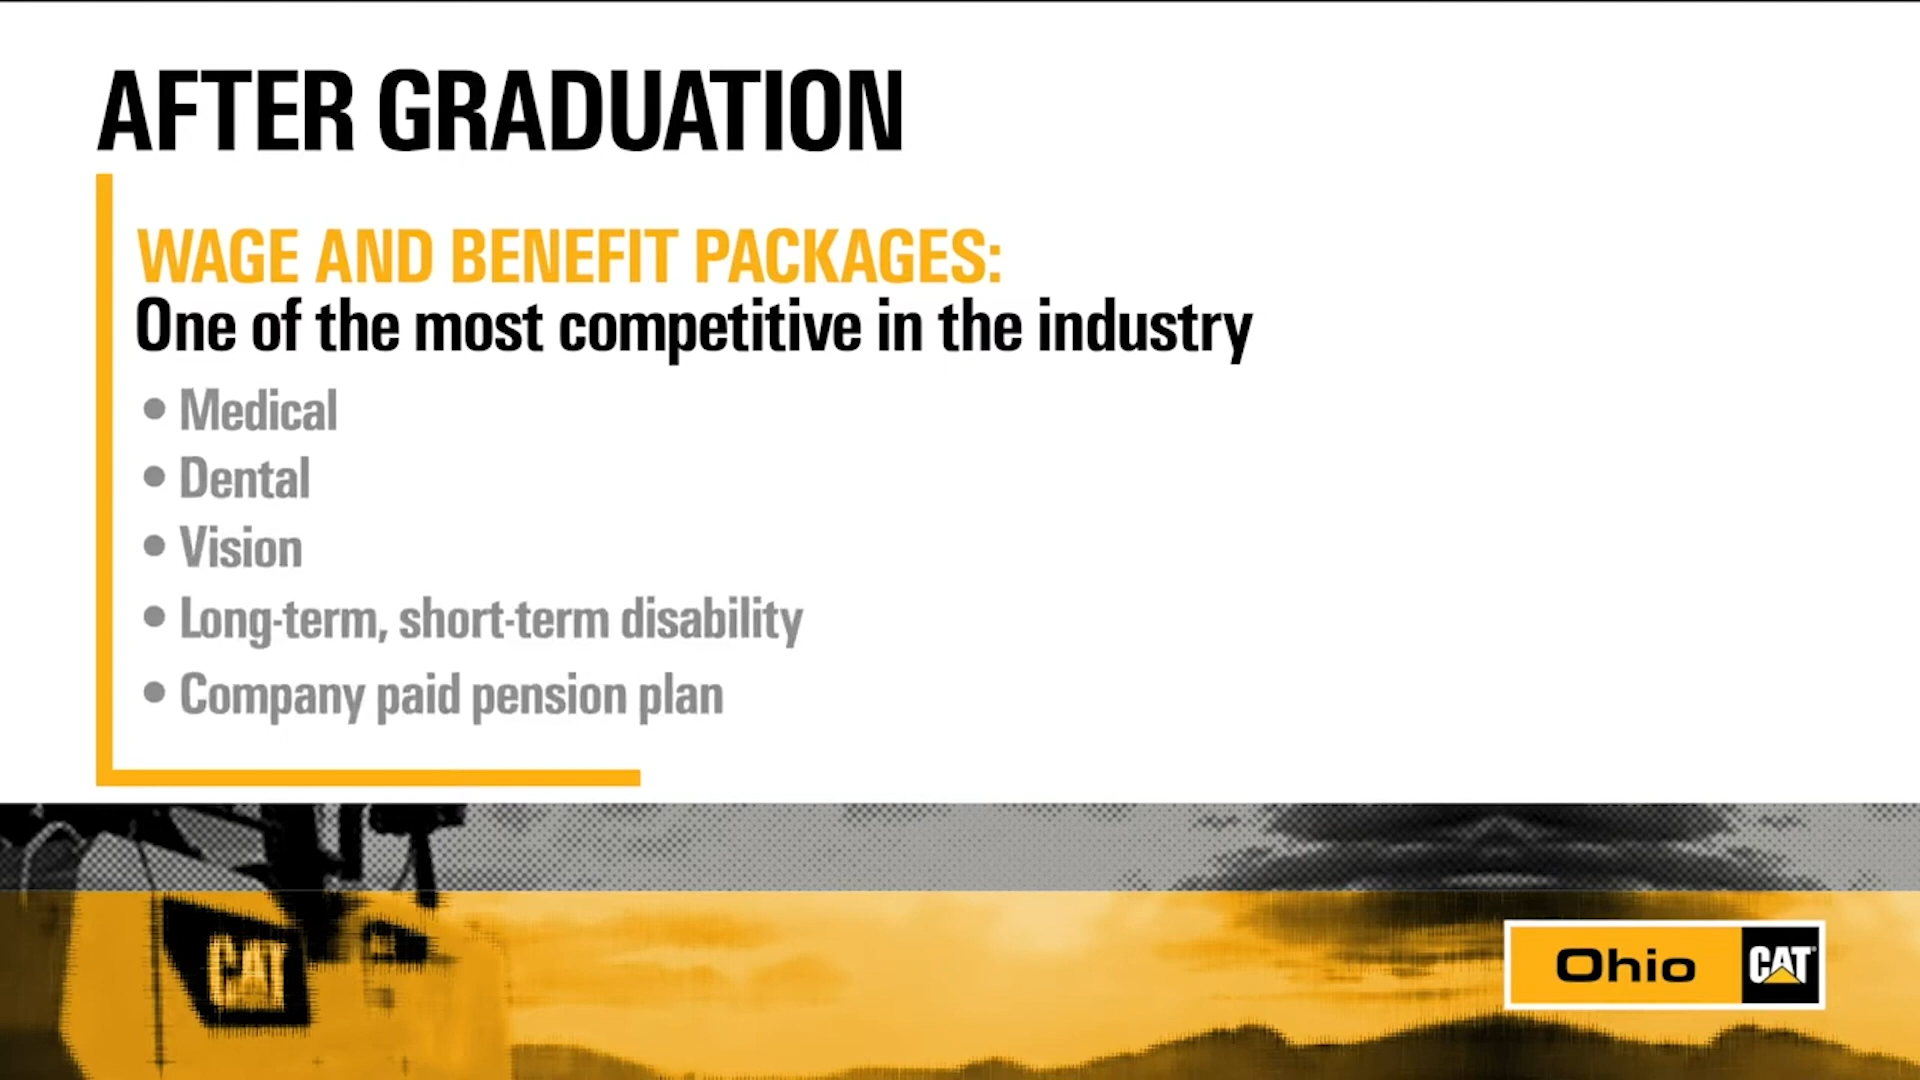 AFTER GRADUATION
WAGE AND BENEFIT PACKAGES:
One of the most competitive in the industry
• Medical
• Dental
• Vision
• Long-term, short-term disability
• Company paid pension plan
CAT
Ohio CAT